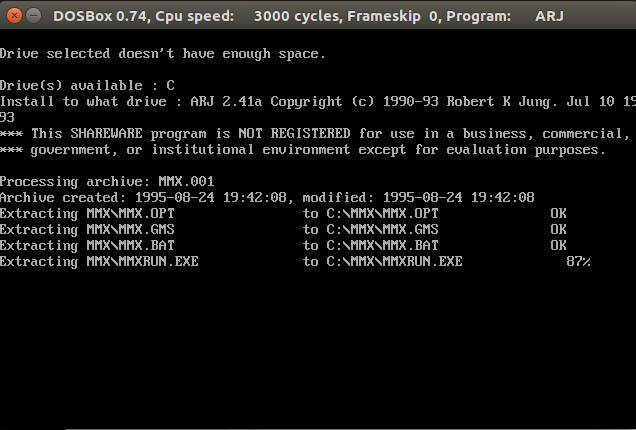 DOSBox 0.74, Cpu speed: 3000 cycles, Frameskip 0, Program: ARJ
Drive selected doesn't have enough space.
Drive(s) available : C
Install to what drive : ARJ 2.41a Copyright (c) 1990-93 Robert K Jung. Jul 10 19
93
*** This SHAREWARE program is NOT REGISTERED for use in a business, commercial,
*** government, or institutional environment except for evaluation purposes.
Processing archive: MMX.001
Archive created: 1995-08-24 19:42:08, modified: 1995-08-24 19:42:08
Extracting MMX\MMX.OPT to C:\MMX\MMX.OPT OK
Extracting MMX\MMX.GMS to C:\MMX\MMX.GMS OK
Extracting MMX\MMX.BAT to C:\MMX\MMX.BAT OK
Extracting MMX\MMXRUN.EXE to C:\MMX\MMXRUN.EXE 87%